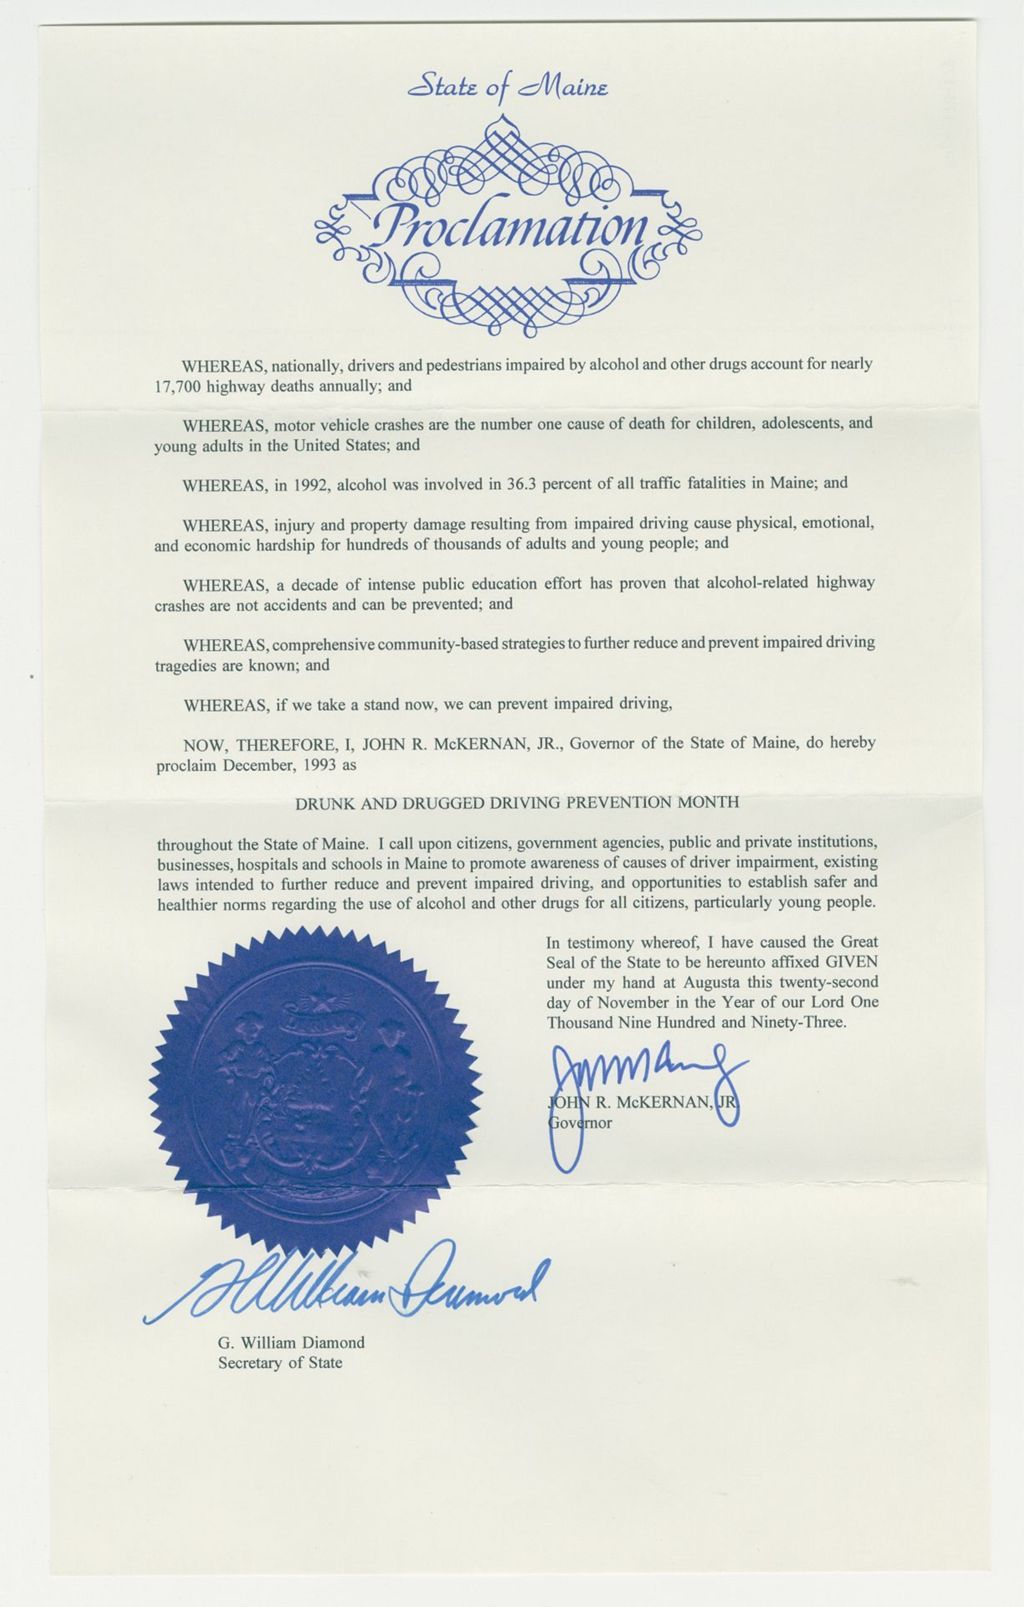 State of Maine
Proclamation
WHEREAS, nationally, drivers and pedestrians impaired by alcohol and other drugs account for nearly
17,700 highway deaths annually; and
WHEREAS, motor vehicle crashes are the number one cause of death for children, adolescents, and
young adults in the United States; and
WHEREAS, in 1992, alcohol was involved in 36.3 percent of all traffic fatalities in Maine; and
WHEREAS, injury and property damage resulting from impaired driving cause physical, emotional,
and economic hardship for hundreds of thousands of adults and young people; and
WHEREAS, a decade of intense public education effort has proven that alcohol-related highway
crashes are not accidents and can be prevented; and
WHEREAS, comprehensive community-based strategies to further reduce and prevent impaired driving
tragedies are known; and
WHEREAS, if we take a stand now, we can prevent impaired driving,
NOW, THEREFORE, I, JOHN R. McKERNAN, JR., Governor of the State of Maine, do hereby
proclaim December, 1993 as
DRUNK AND DRUGGED DRIVING PREVENTION MONTH
throughout the State of Maine. I call upon citizens, government agencies, public and private institutions,
businesses, hospitals and schools in Maine to promote awareness of causes of driver impairment, existing
laws intended to further reduce and prevent impaired driving, and opportunities to establish safer and
healthier norms regarding the use of alcohol and other drugs for all citizens, particularly young people.
In testimony whereof, I have caused the Great
Seal of the State to be hereunto affixed GIVEN
under my hand at Augusta this twenty-second
day of November in the Year of our Lord One
Thousand Nine Hundred and Ninety-Three.
JOHN R. McKERNAN, JR.
Governor
G William Diamond
G. William Diamond
Secretary of State